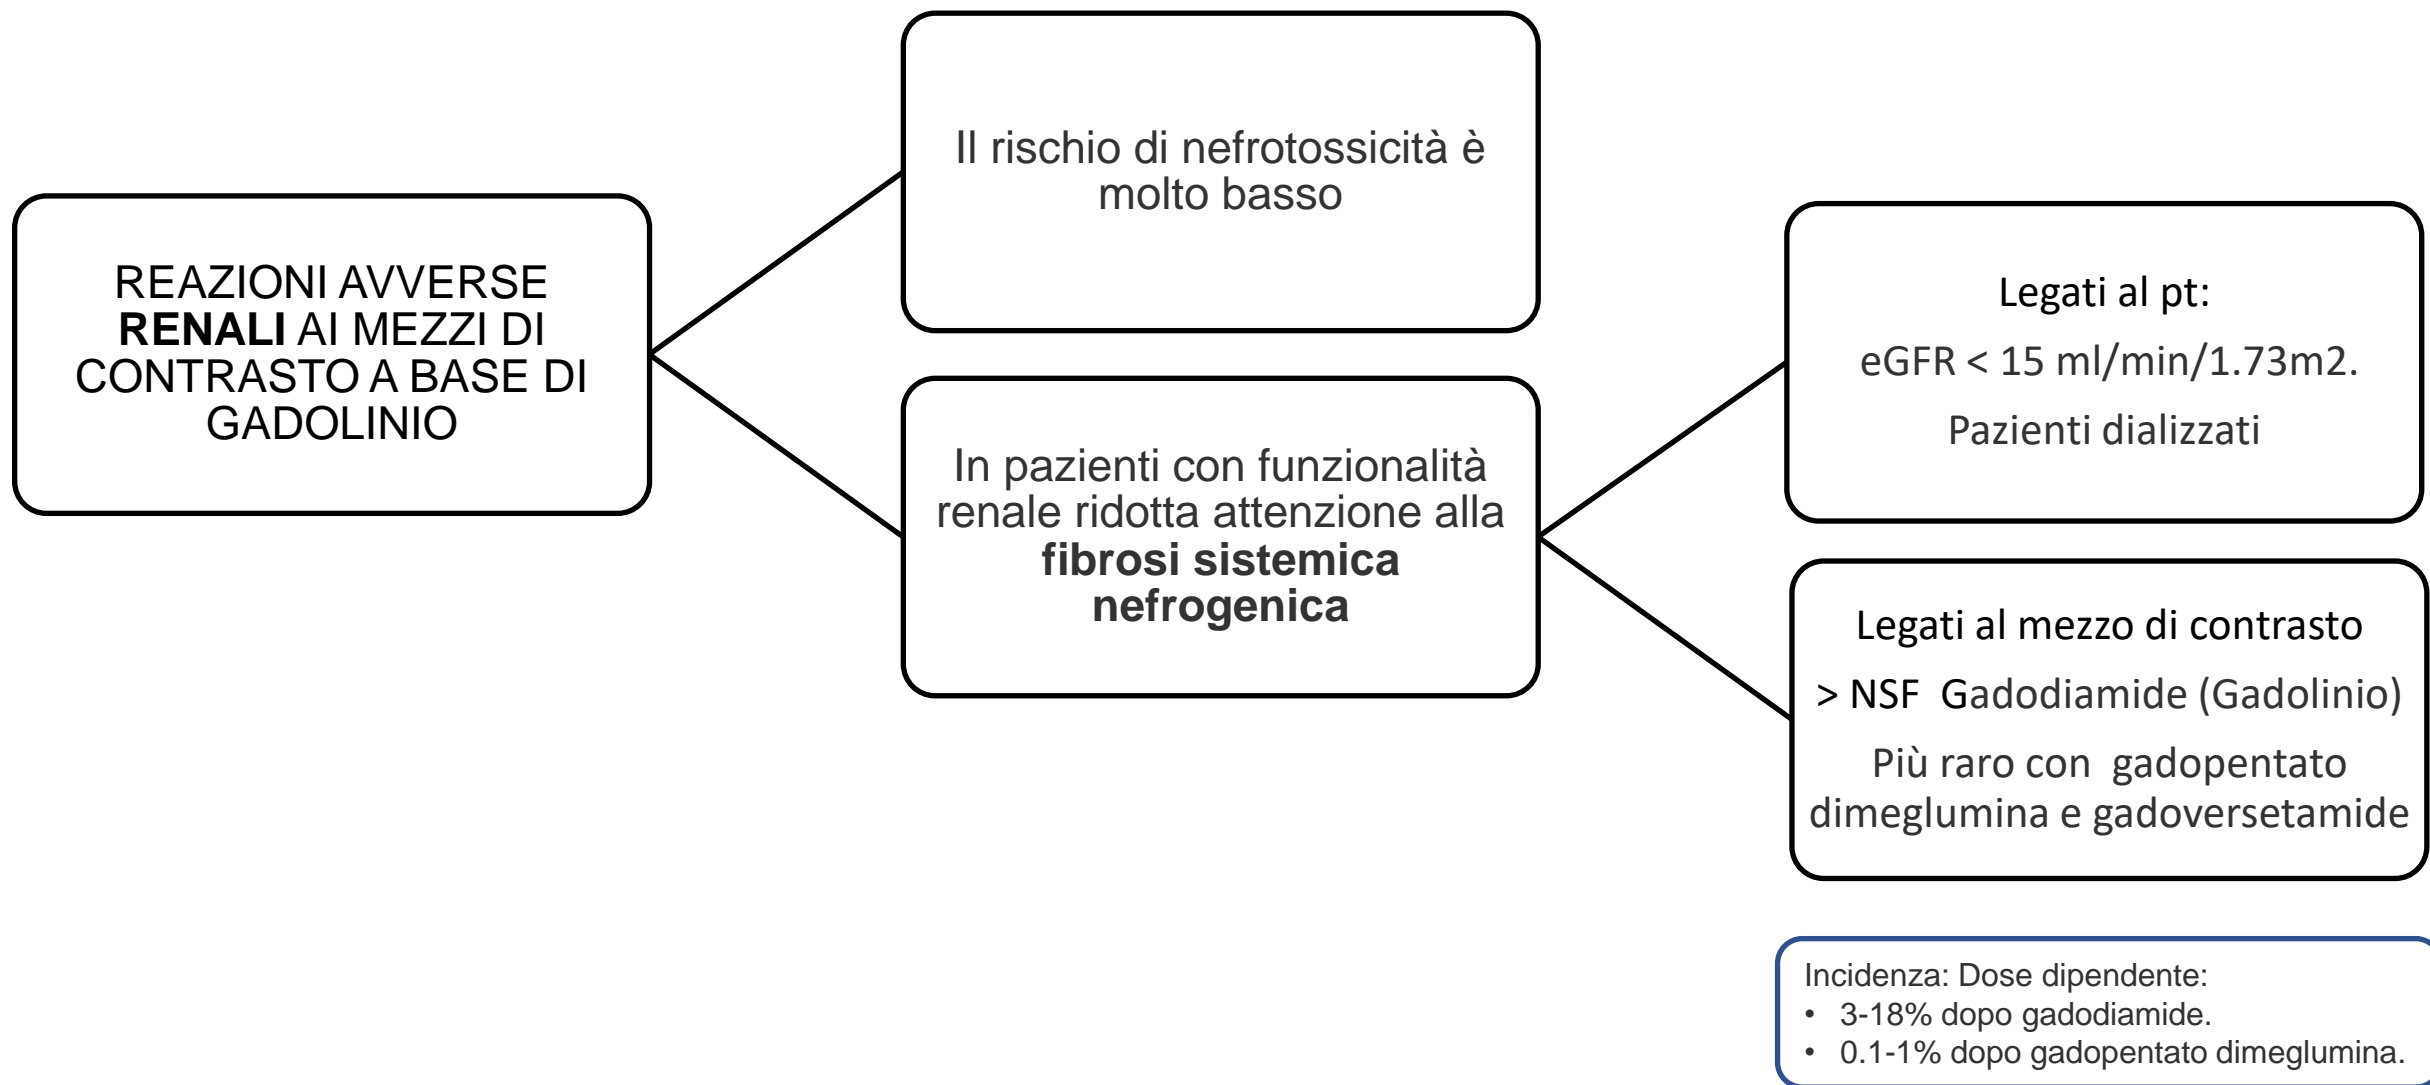 REAZIONI AVVERSE
RENALI AI MEZZI DI
CONTRASTO A BASE DI
GADOLINIO
Il rischio di nefrotossicità è
molto basso
In pazienti con funzionalità
renale ridotta attenzione alla
fibrosi sistemica
nefrogenica
Legati al pt:
eGFR < 15 ml/min/1.73m2.
Pazienti dializzati
Legati al mezzo di contrasto
> NSF  Gadodiamide (Gadolinio)
Più raro con  gadopentato
dimeglumina e gadoversetamide
Incidenza: Dose dipendente:
• 3-18% dopo gadodiamide.
• 0.1-1% dopo gadopentato dimeglumina.